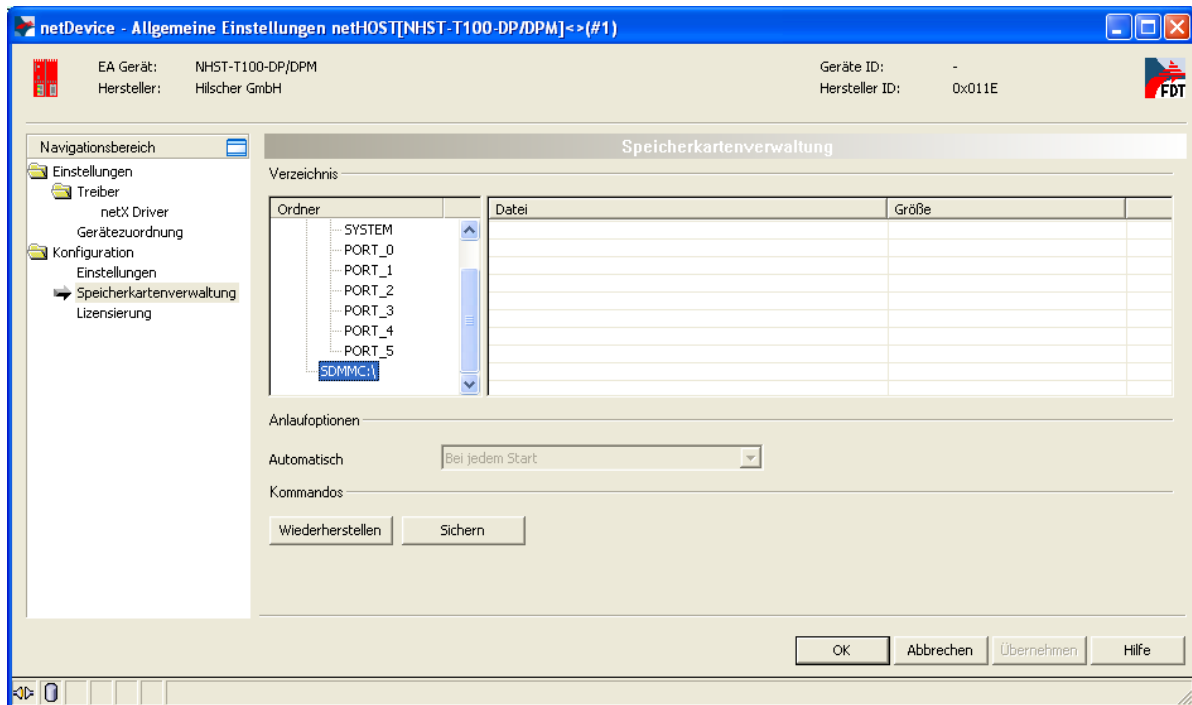 netDevice - Allgemeine Einstellungen netHOST[NHST-T100-DP/DPM]<>(#1)
EA Gerät: NHST-T100-DP/DPM Geräte ID: -
Hersteller: Hilscher GmbH Hersteller ID: 0x011E
FDT
Navigationsbereich
Einstellungen
Treiber
netX Driver
Gerätezuordnung
Konfiguration
Einstellungen
Speicherkartenverwaltung
Lizensierung
Speicherkartenverwaltung
Verzeichnis
Ordner
SYSTEM
PORT_0
PORT_1
PORT_2
PORT_3
PORT_4
PORT_5
SDMMC:\
Datei Größe
Anlaufoptionen
Automatisch Bei jedem Start
Kommandos
Wiederherstellen Sichern
OK Abbrechen Übernehmen Hilfe